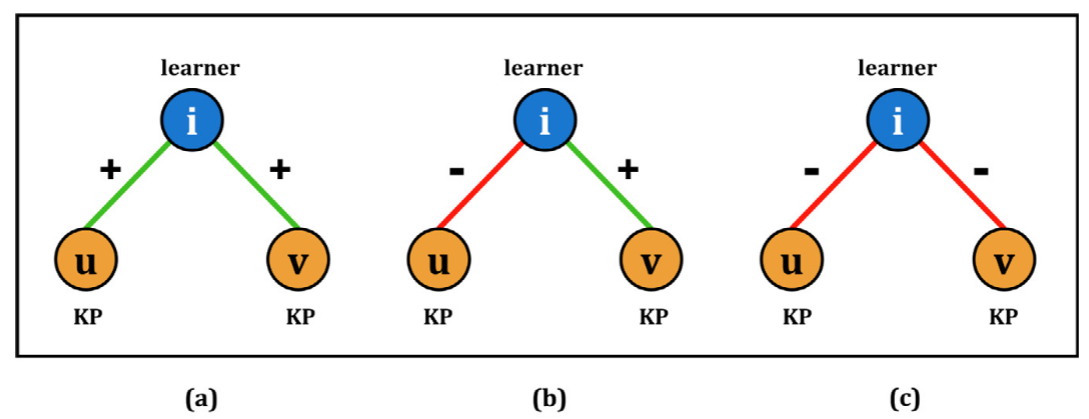 learner learner learner
i i i
+ + - + - -
u v u v u v
KP KP KP KP KP KP
(a) (b) (c)